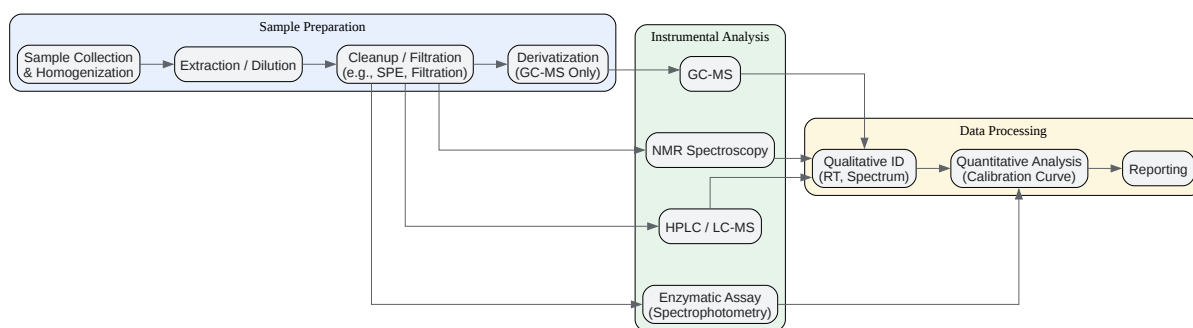 Sample Preparation
Sample Collection
& Homogenization
Extraction / Dilution
Cleanup / Filtration
(e.g., SPE, Filtration)
Derivatization
(GC-MS Only)
Instrumental Analysis
GC-MS
NMR Spectroscopy
HPLC / LC-MS
Enzymatic Assay
(Spectrophotometry)
Data Processing
Qualitative ID
(RT, Spectrum)
Quantitative Analysis
(Calibration Curve)
Reporting